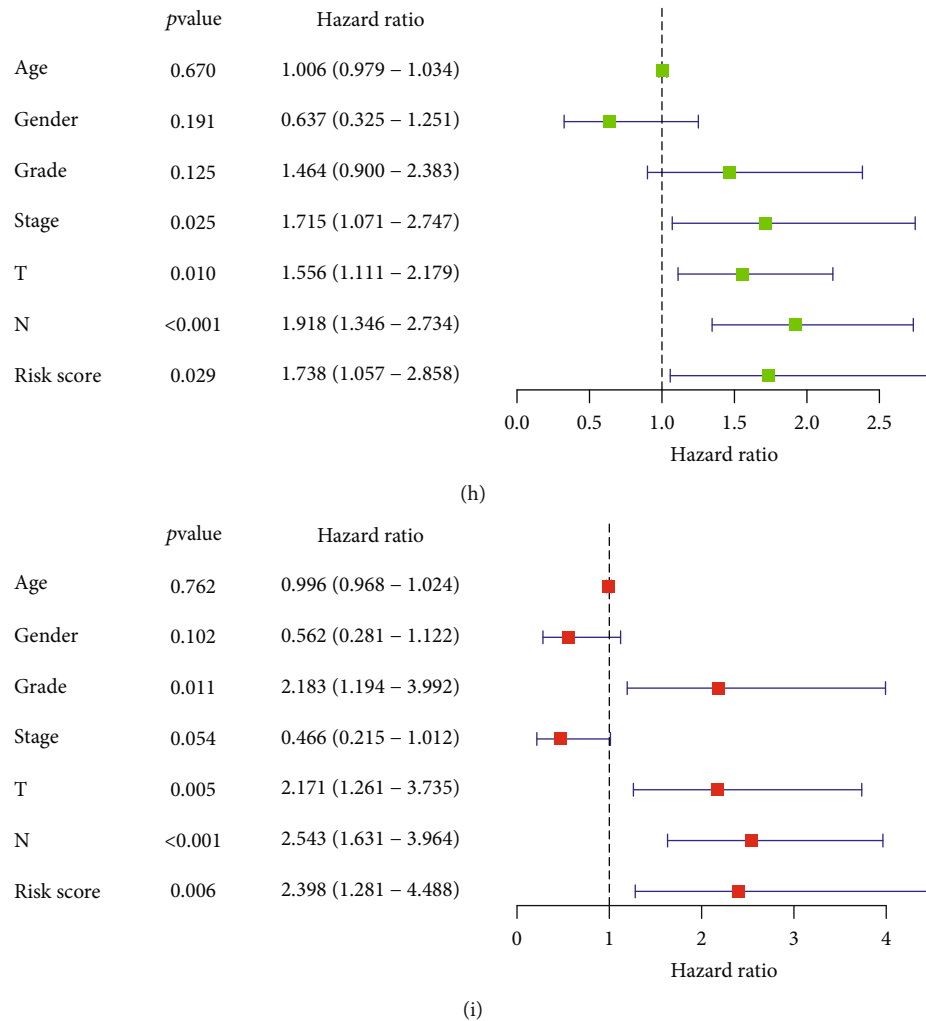 pvalue Hazard ratio
Age 0.670 1.006 (0.979 − 1.034)
Gender 0.191 0.637 (0.325 − 1.251)
Grade 0.125 1.464 (0.900 − 2.383)
Stage 0.025 1.715 (1.071 − 2.747)
T 0.010 1.556 (1.111 − 2.179)
N <0.001 1.918 (1.346 − 2.734)
Risk score 0.029 1.738 (1.057 − 2.858)
0.0 0.5 1.0 1.5 2.0 2.5
Hazard ratio
(h)
pvalue Hazard ratio
Age 0.762 0.996 (0.968 − 1.024)
Gender 0.102 0.562 (0.281 − 1.122)
Grade 0.011 2.183 (1.194 − 3.992)
Stage 0.054 0.466 (0.215 − 1.012)
T 0.005 2.171 (1.261 − 3.735)
N <0.001 2.543 (1.631 − 3.964)
Risk score 0.006 2.398 (1.281 − 4.488)
0 1 2 3 4
Hazard ratio
(i)